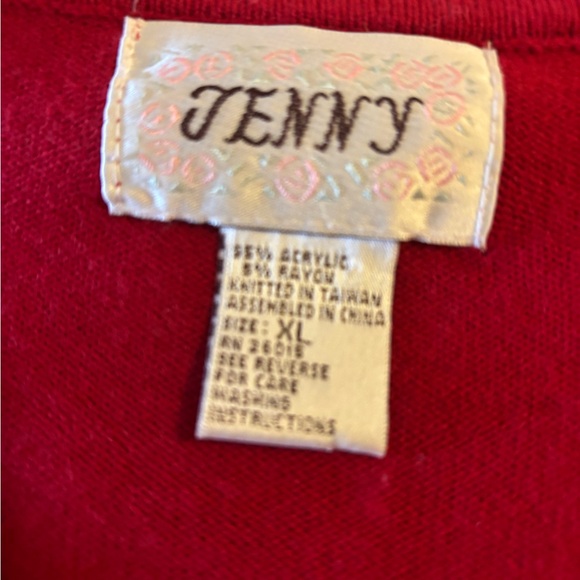 JENNY
95% ACRYLIC
5% RAYON
KNITTED IN TAIWAN
ASSEMBLED IN CHINA
SIZE: XL
RN 26016
SEE REVERSE
FOR CARE
WASHING
INSTRUCTIONS